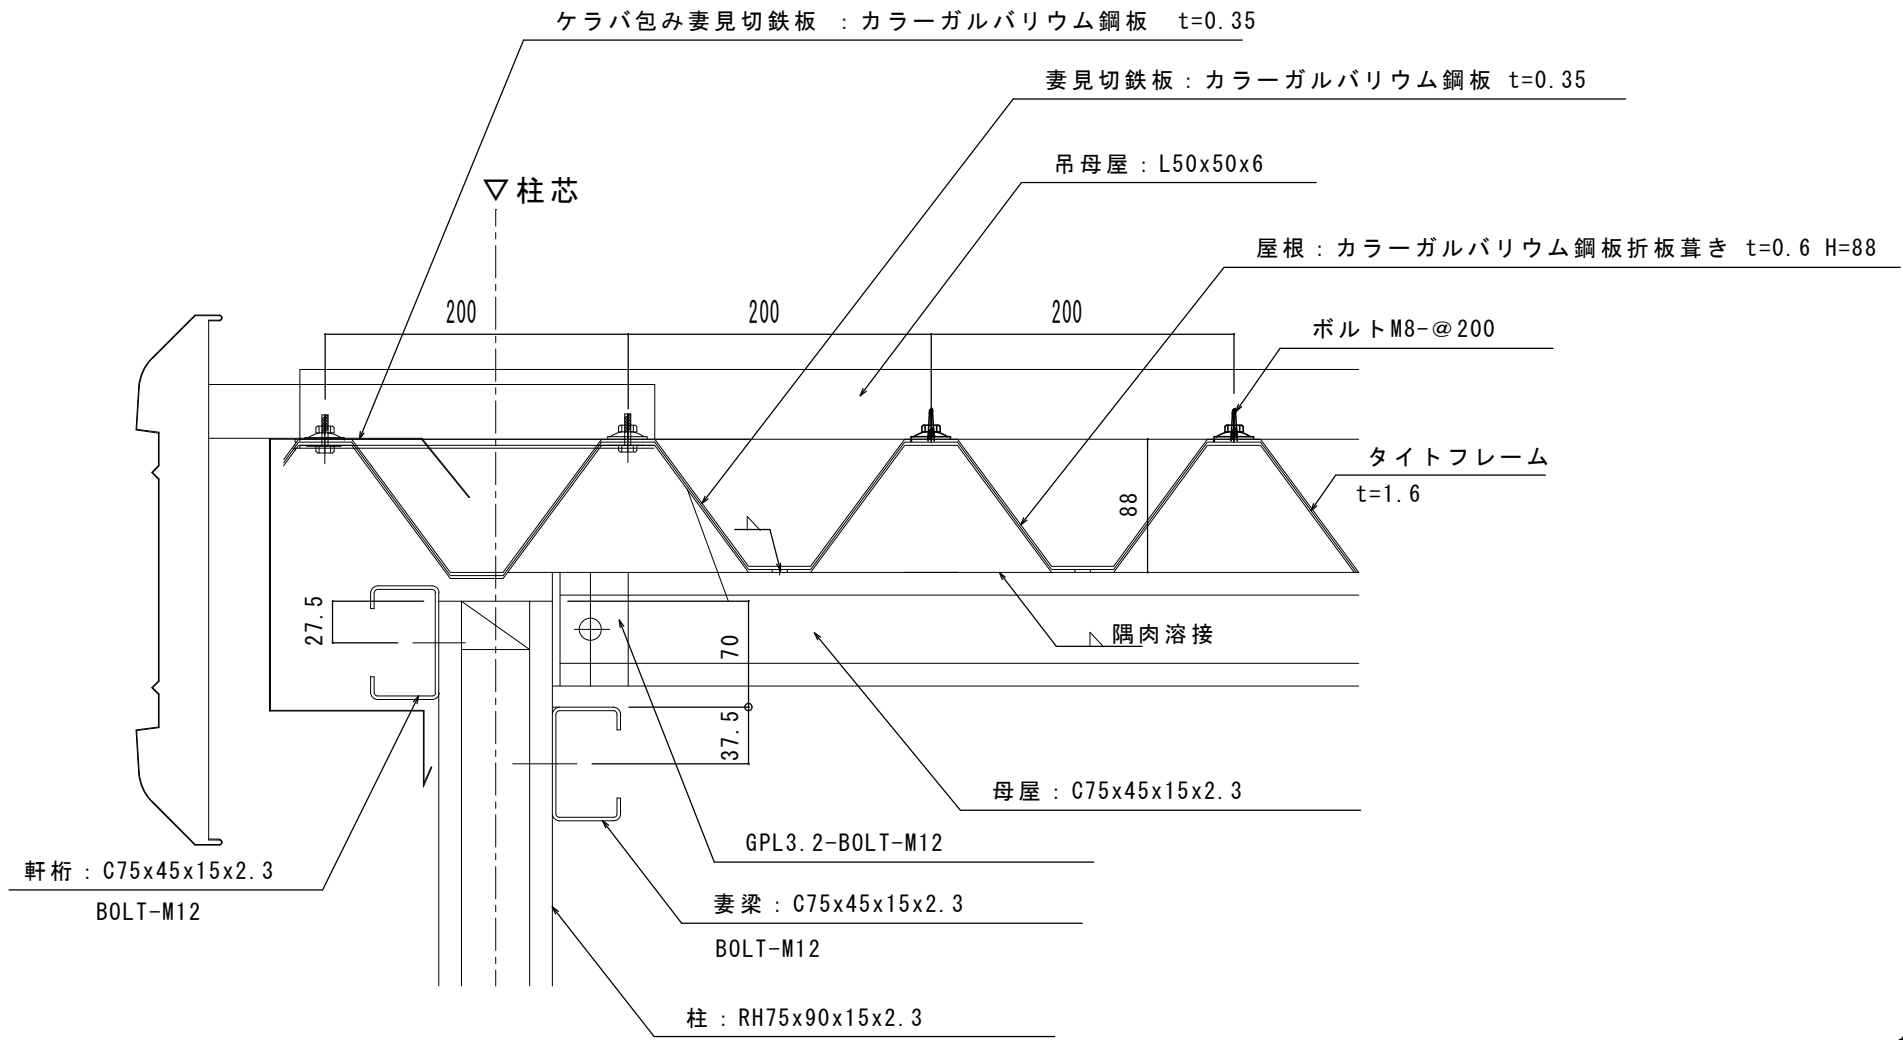 ケラバ包み妻見切鉄板 : カラーガルバリウム鋼板 t=0.35
妻見切鉄板 : カラーガルバリウム鋼板 t=0.35
吊母屋 : L50x50x6
▽柱芯
屋根 : カラーガルバリウム鋼板折板葺き t=0.6 H=88
200
200
200
ボルトM8-@200
タイトフレーム
t=1.6
88
27.5
70
隅肉溶接
37.5
母屋 : C75x45x15x2.3
GPL3.2-BOLT-M12
軒桁 : C75x45x15x2.3
BOLT-M12
妻梁 : C75x45x15x2.3
BOLT-M12
柱 : RH75x90x15x2.3